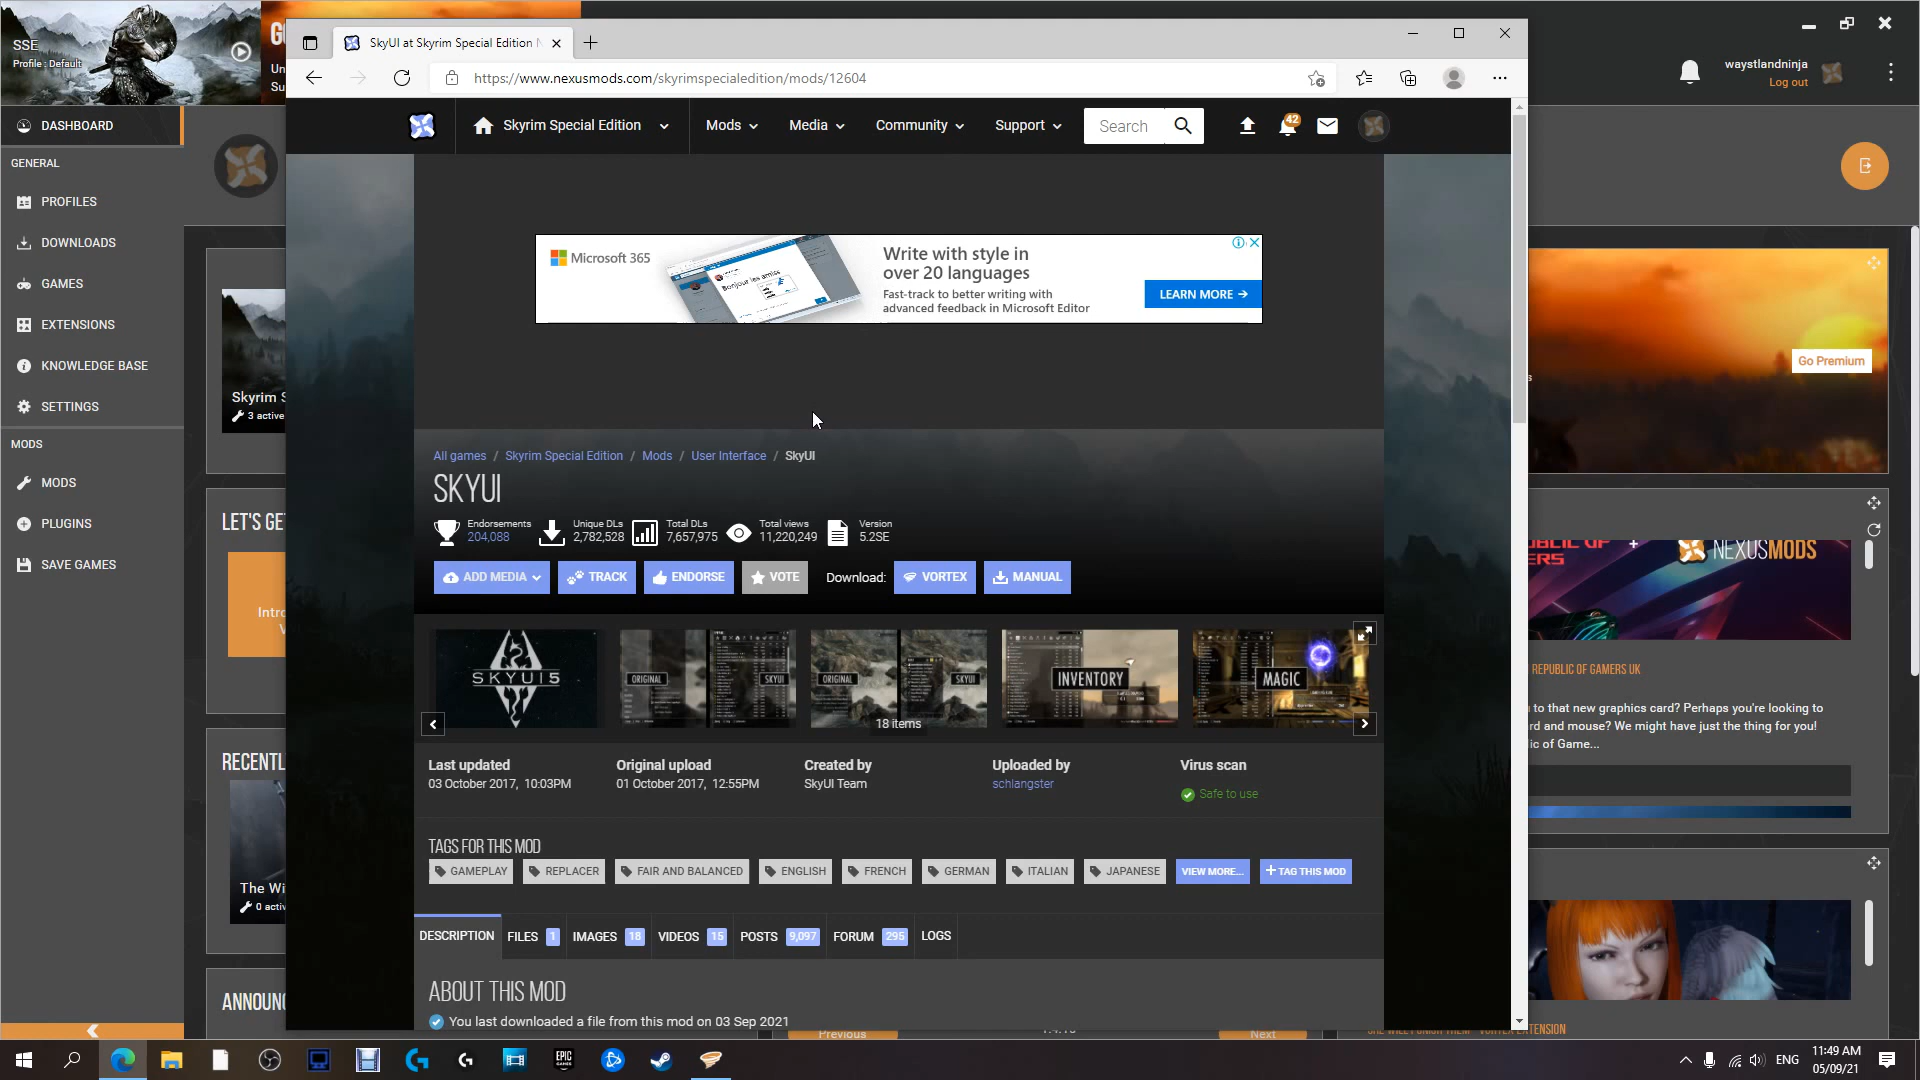 SSE
Profile : Default
Un
Su
SkyUI at Skyrim Special Edition
https://www.nexusmods.com/skyrimspecialedition/mods/12604
waystlandninja
Log out
DASHBOARD
GENERAL
PROFILES
DOWNLOADS
GAMES
EXTENSIONS
KNOWLEDGE BASE
SETTINGS
MODS
MODS
PLUGINS
SAVE GAMES
Skyrim S
3 active
LET'S GE
Intro
V
RECENTL
The Wi
0 activ
ANNOUN
Skyrim Special Edition
Mods
Media
Community
Support
Search
42
Microsoft 365
Bonjour les amis
Write with style in
over 20 languages
Fast-track to better writing with
advanced feedback in Microsoft Editor
LEARN MORE →
All games / Skyrim Special Edition / Mods / User Interface / SkyUI
SKYUI
Endorsements
204,088
Unique DLs
2,782,528
Total DLs
7,657,975
Total views
11,220,249
Version
5.2SE
ADD MEDIA
TRACK
ENDORSE
VOTE
Download:
VORTEX
MANUAL
SKYUI5
ORIGINAL
SKYUI
ORIGINAL
SKYUI
INVENTORY
MAGIC
18 items
Last updated
03 October 2017, 10:03PM
Original upload
01 October 2017, 12:55PM
Created by
SkyUI Team
Uploaded by
schlangster
Virus scan
Safe to use
TAGS FOR THIS MOD
GAMEPLAY
REPLACER
FAIR AND BALANCED
ENGLISH
FRENCH
GERMAN
ITALIAN
JAPANESE
VIEW MORE...
+ TAG THIS MOD
DESCRIPTION
FILES 1
IMAGES 18
VIDEOS 15
POSTS 9,097
FORUM 295
LOGS
ABOUT THIS MOD
You last downloaded a file from this mod on 03 Sep 2021
Go Premium
NEXUSMODS
REPUBLIC OF GAMERS UK
to that new graphics card? Perhaps you're looking to
rd and mouse? We might have just the thing for you!
ic of Game...
Previous
Next
EXTENSION
EPIC
GAMES
ENG
11:49 AM
05/09/21